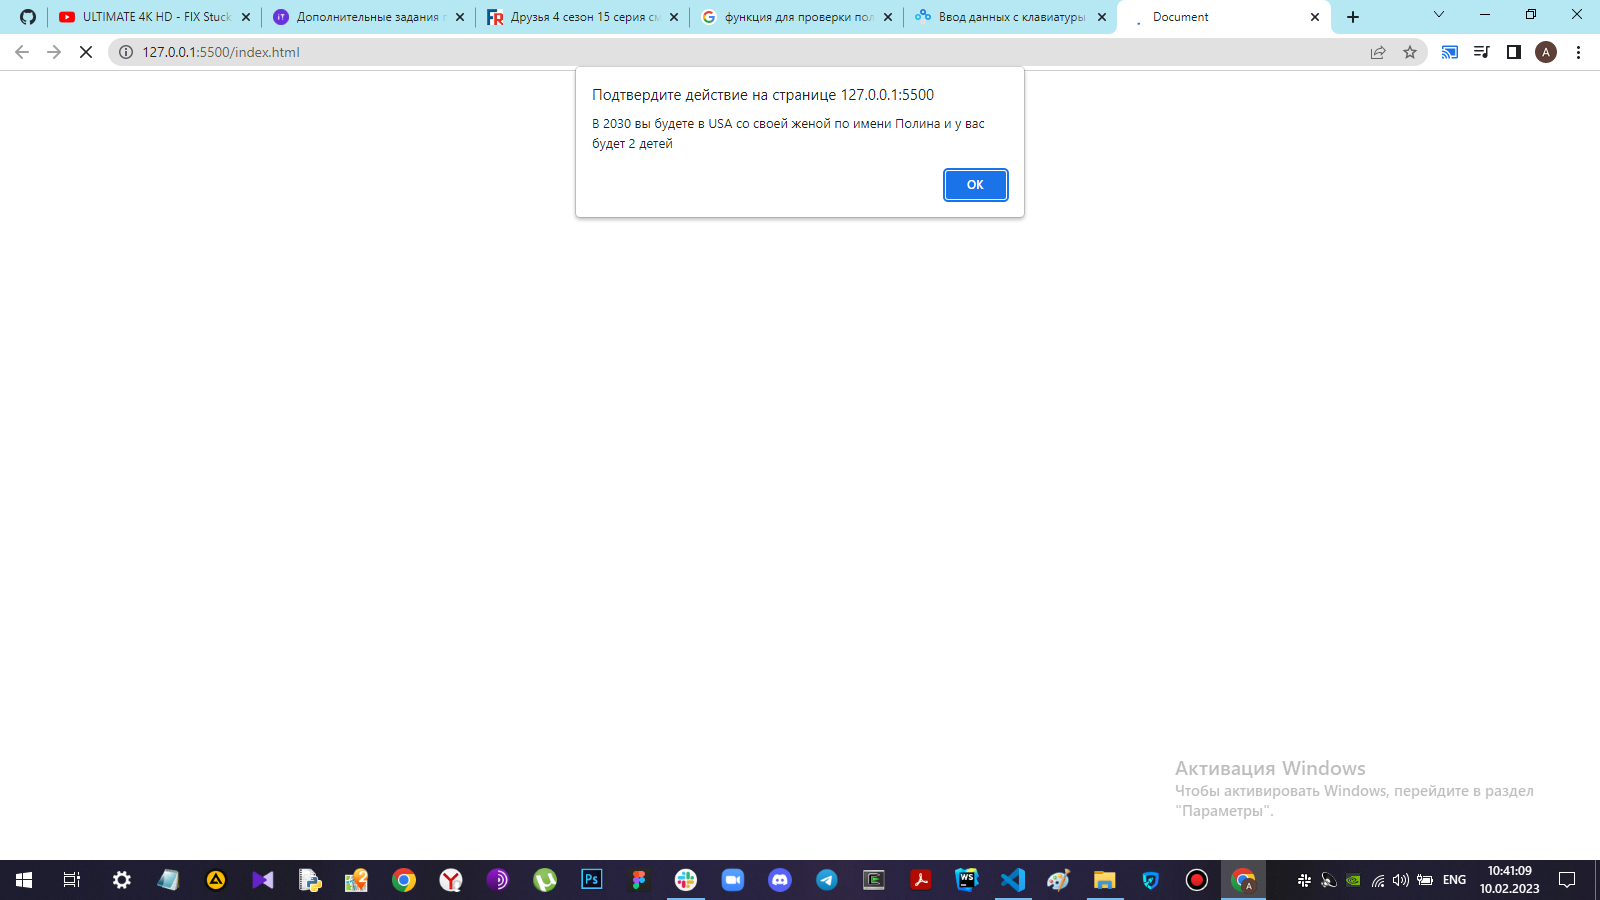 ULTIMATE 4K HD - FIX Stuck
Дополнительные задания
Друзья 4 сезон 15 серия см
функция для проверки пол
Ввод данных с клавиатуры
Document
127.0.0.1:5500/index.html
A
Подтвердите действие на странице 127.0.0.1:5500
В 2030 вы будете в USA со своей женой по имени Полина и у вас
будет 2 детей
ОК
Активация Windows
Чтобы активировать Windows, перейдите в раздел
"Параметры".
ENG
10:41:09
10.02.2023